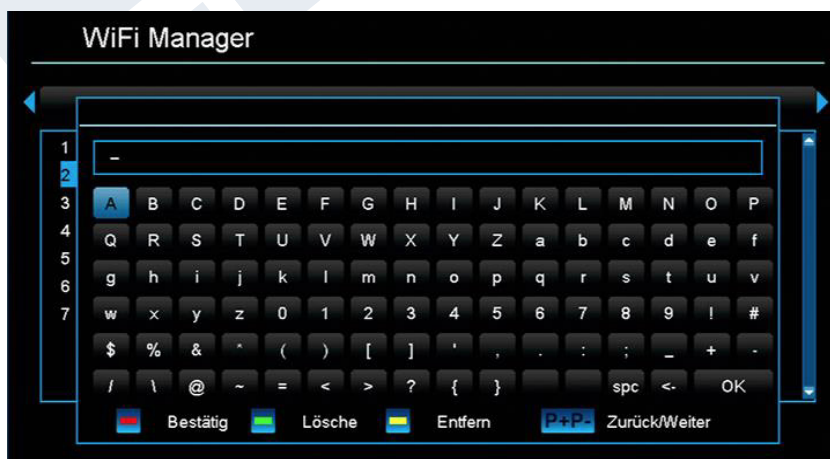 WiFi Manager
1
2
3
4
5
6
7
_
A B C D E F G H I J K L M N O P
Q R S T U V W X Y Z a b c d e f
g h i j k l m n o p q r s t u v
w x y z 0 1 2 3 4 5 6 7 8 9 ! #
$ % & * ( ) [ ] ' , . : ; _ + -
/ \ @ ~ = < > ? { } spc <- OK
Bestätig Lösche Entfern P+P- Zurück/Weiter